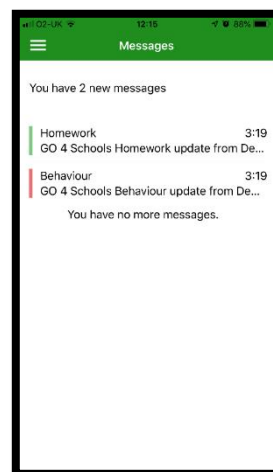 O2-UK 12:15 88%
Messages
You have 2 new messages
Homework 3:19
GO 4 Schools Homework update from De...
Behaviour 3:19
GO 4 Schools Behaviour update from De...
You have no more messages.